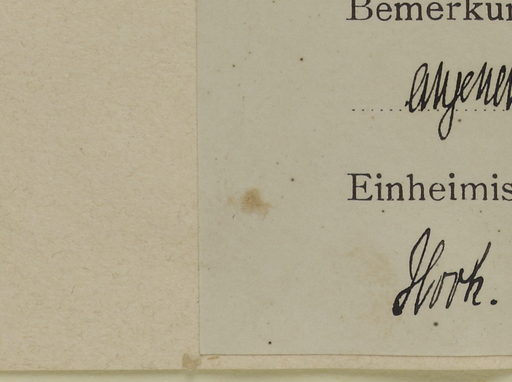 Bemerkun
angenen
Einheimis
Hork.